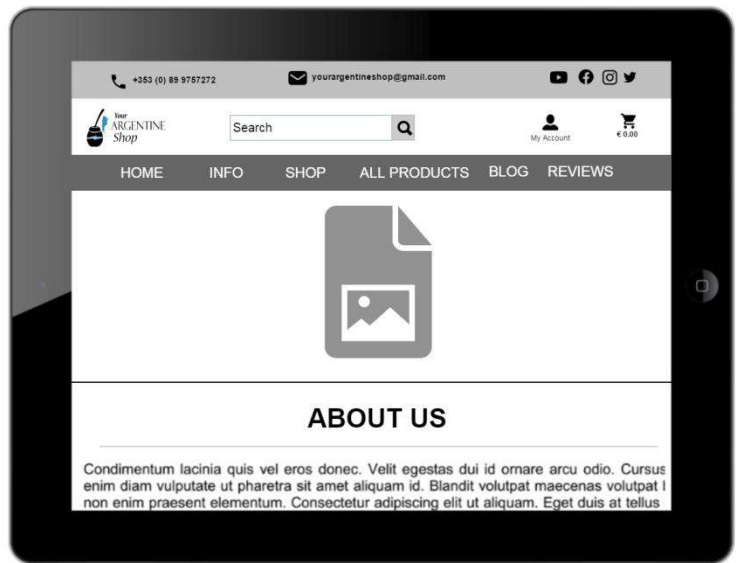 +353 (0) 89 9757272
yourargentineshop@gmail.com
Your
ARGENTINE
Shop
Search
My Account
€ 0.00
HOME INFO SHOP ALL PRODUCTS BLOG REVIEWS
ABOUT US
Condimentum lacinia quis vel eros donec. Velit egestas dui id ornare arcu odio. Cursus
enim diam vulputate ut pharetra sit amet aliquam id. Blandit volutpat maecenas volutpat l
non enim praesent elementum. Consectetur adipiscing elit ut aliquam. Eget duis at tellus